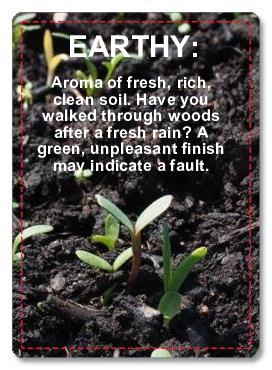 EARTHY:
Aroma of fresh, rich,
clean soil. Have you
walked through woods
after a fresh rain? A
green, unpleasant finish
may indicate a fault.